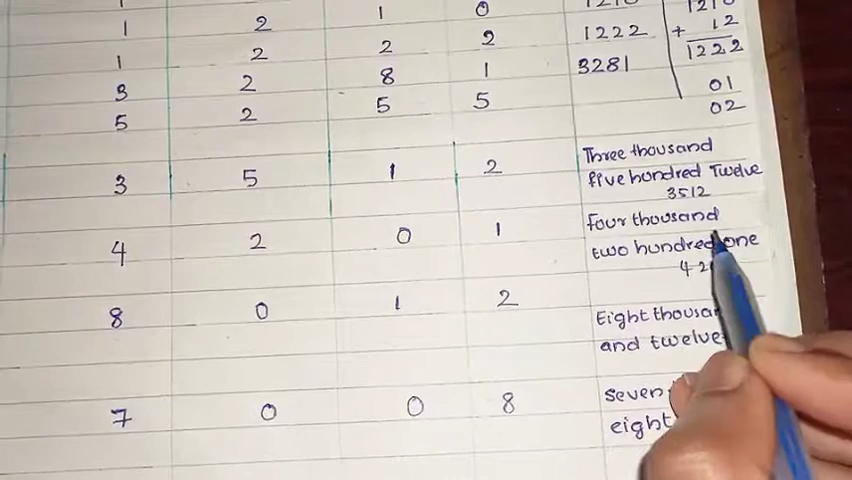 1 2 1 0 1210 1210
+ 12
1 2 2 2 1222 1222
3 2 8 1 3281 01
5 2 5 5 02
3 5 1 2 Three thousand
five hundred Twelve
3512
4 2 0 1 four thousand
two hundred one
8 0 1 2 Eight
and twelve
7 0 0 8 seven
eight